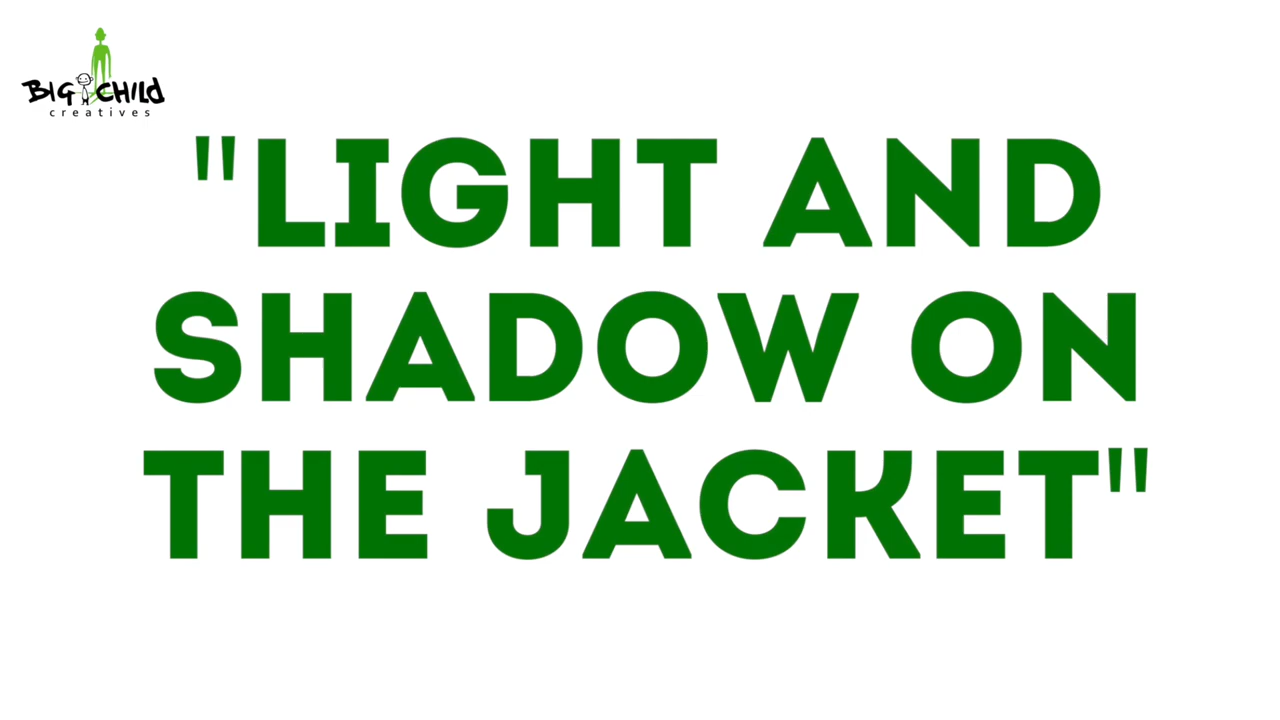 BIG CHILD
creatives
"LIGHT AND
SHADOW ON
THE JACKET"